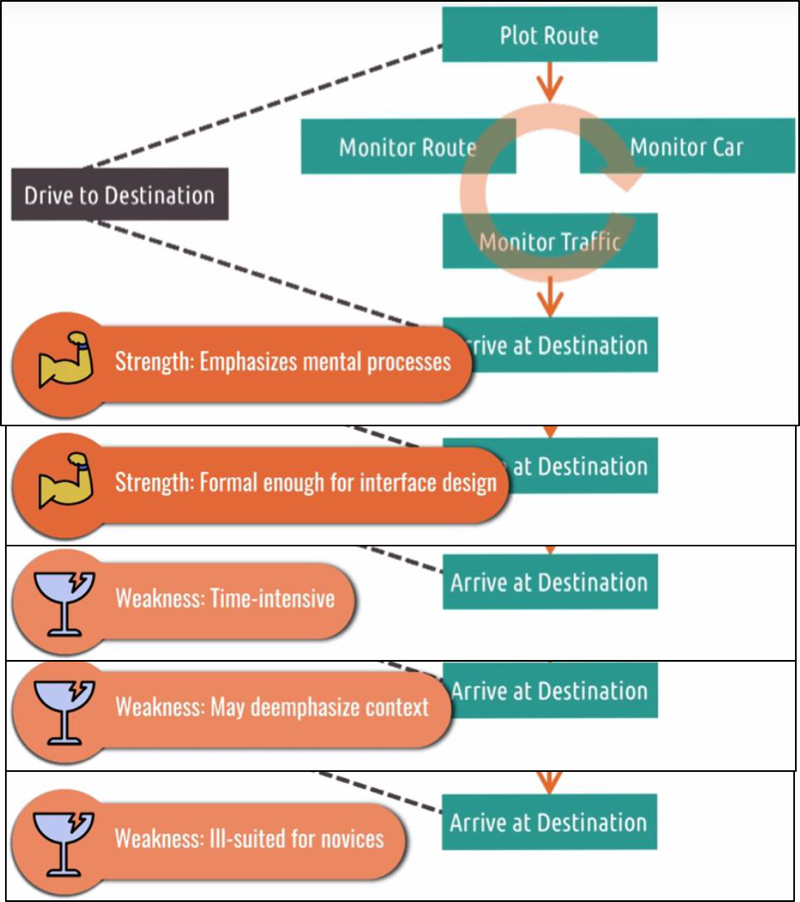 Plot Route
Monitor Route
Monitor Car
Drive to Destination
Monitor Traffic
rrive at Destination
Strength: Emphasizes mental processes
at Destination
Strength: Formal enough for interface design
Arrive at Destination
Weakness: Time-intensive
Arrive at Destination
Weakness: May deemphasize context
Arrive at Destination
Weakness: Ill-suited for novices